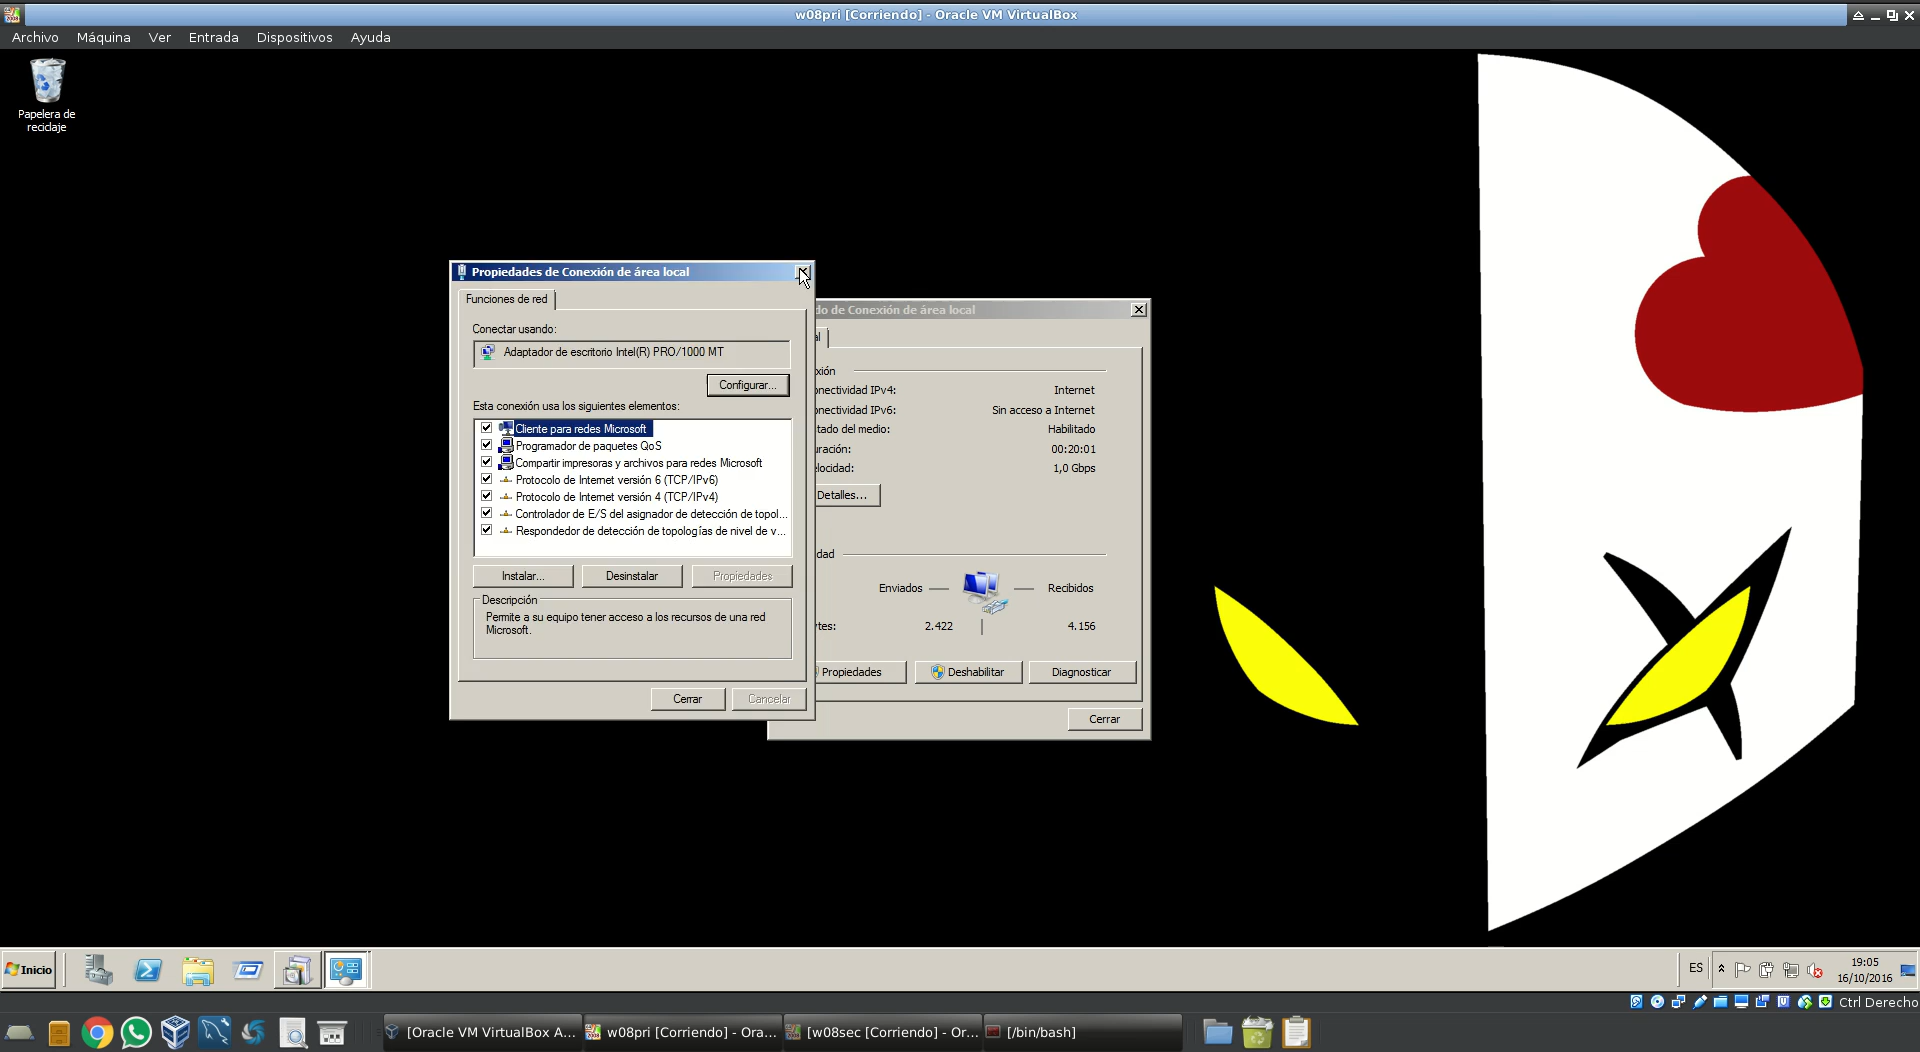 w08pri [Corriendo] - Oracle VM VirtualBox
Archivo Máquina Ver Entrada Dispositivos Ayuda
Papelera de
reciclaje
Propiedades de Conexión de área local
Funciones de red
Conectar usando:
Adaptador de escritorio Intel(R) PRO/1000 MT
Configurar...
Esta conexión usa los siguientes elementos:
Cliente para redes Microsoft
Programador de paquetes QoS
Compartir impresoras y archivos para redes Microsoft
Protocolo de Internet versión 6 (TCP/IPv6)
Protocolo de Internet versión 4 (TCP/IPv4)
Controlador de E/S del asignador de detección de topol...
Respondedor de detección de topologías de nivel de v...
Instalar... Desinstalar Propiedades
Descripción
Permite a su equipo tener acceso a los recursos de una red
Microsoft.
Cerrar Cancelar
do de Conexión de área local
al
xión
onectividad IPv4: Internet
onectividad IPv6: Sin acceso a Internet
tado del medio: Habilitado
uración: 00:20:01
elocidad: 1,0 Gbps
Detalles...
dad
Enviados Recibidos
tes: 2.422 4.156
Propiedades Deshabilitar Diagnosticar
Cerrar
Inicio
ES
19:05
16/10/2016
Ctrl Derecho
[Oracle VM VirtualBox A... w08pri [Corriendo] - Ora... [w08sec [Corriendo] - Or... [/bin/bash]